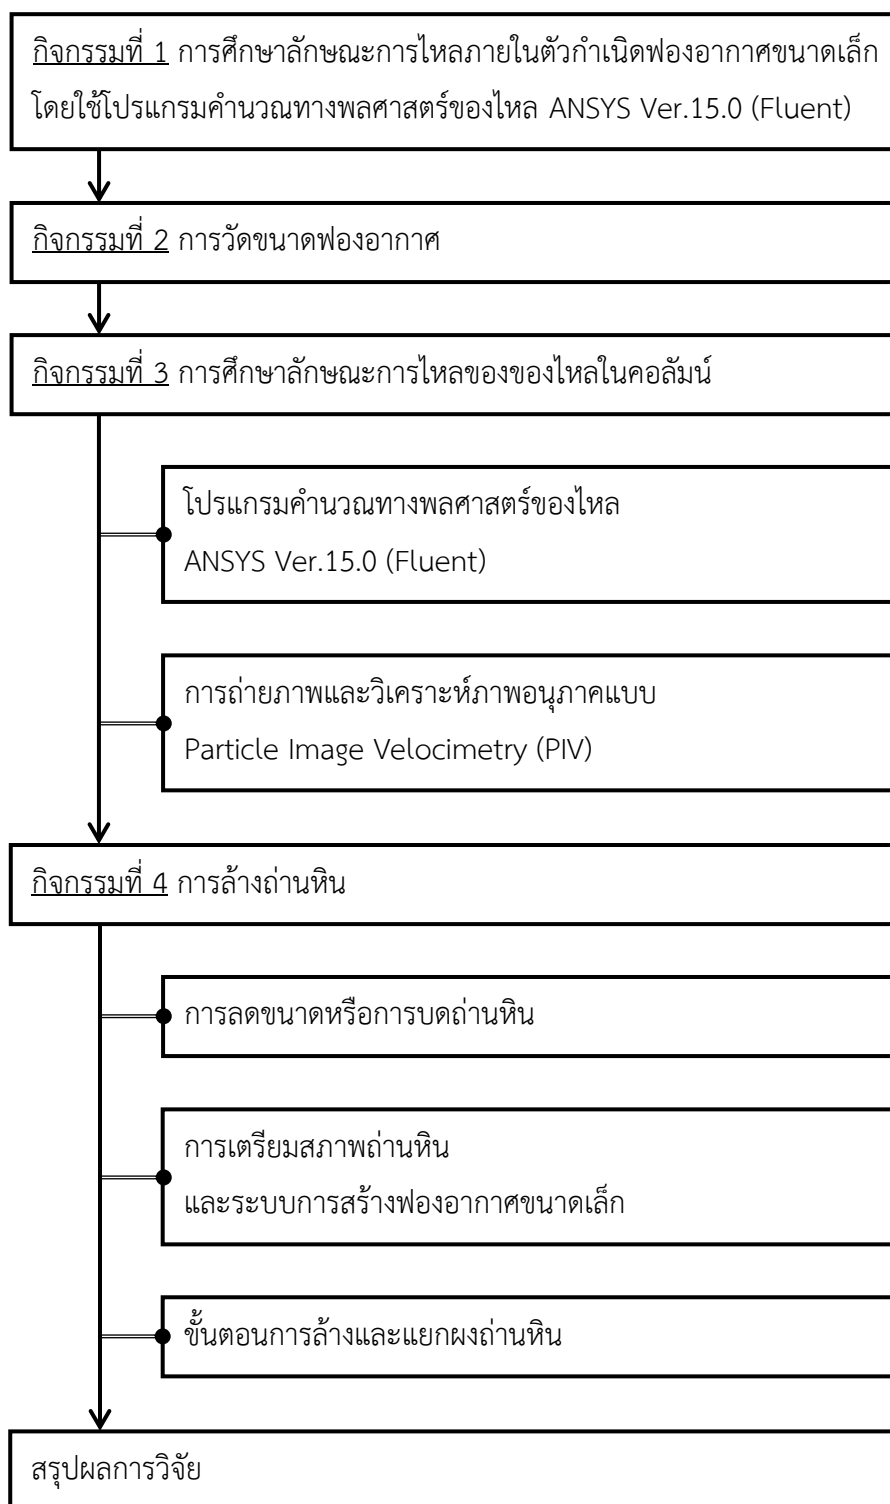 กิจกรรมที่ 1 การศึกษาลักษณะการไหลภายในตัวกำเนิดฟองอากาศขนาดเล็ก
โดยใช้โปรแกรมคำนวณทางพลศาสตร์ของไหล ANSYS Ver.15.0 (Fluent)
กิจกรรมที่ 2 การวัดขนาดฟองอากาศ
กิจกรรมที่ 3 การศึกษาลักษณะการไหลของของไหลในคอลัมน์
โปรแกรมคำนวณทางพลศาสตร์ของไหล
ANSYS Ver.15.0 (Fluent)
การถ่ายภาพและวิเคราะห์ภาพอนุภาคแบบ
Particle Image Velocimetry (PIV)
กิจกรรมที่ 4 การล้างถ่านหิน
การลดขนาดหรือการบดถ่านหิน
การเตรียมสภาพถ่านหิน
และระบบการสร้างฟองอากาศขนาดเล็ก
ขั้นตอนการล้างและแยกผงถ่านหิน
สรุปผลการวิจัย